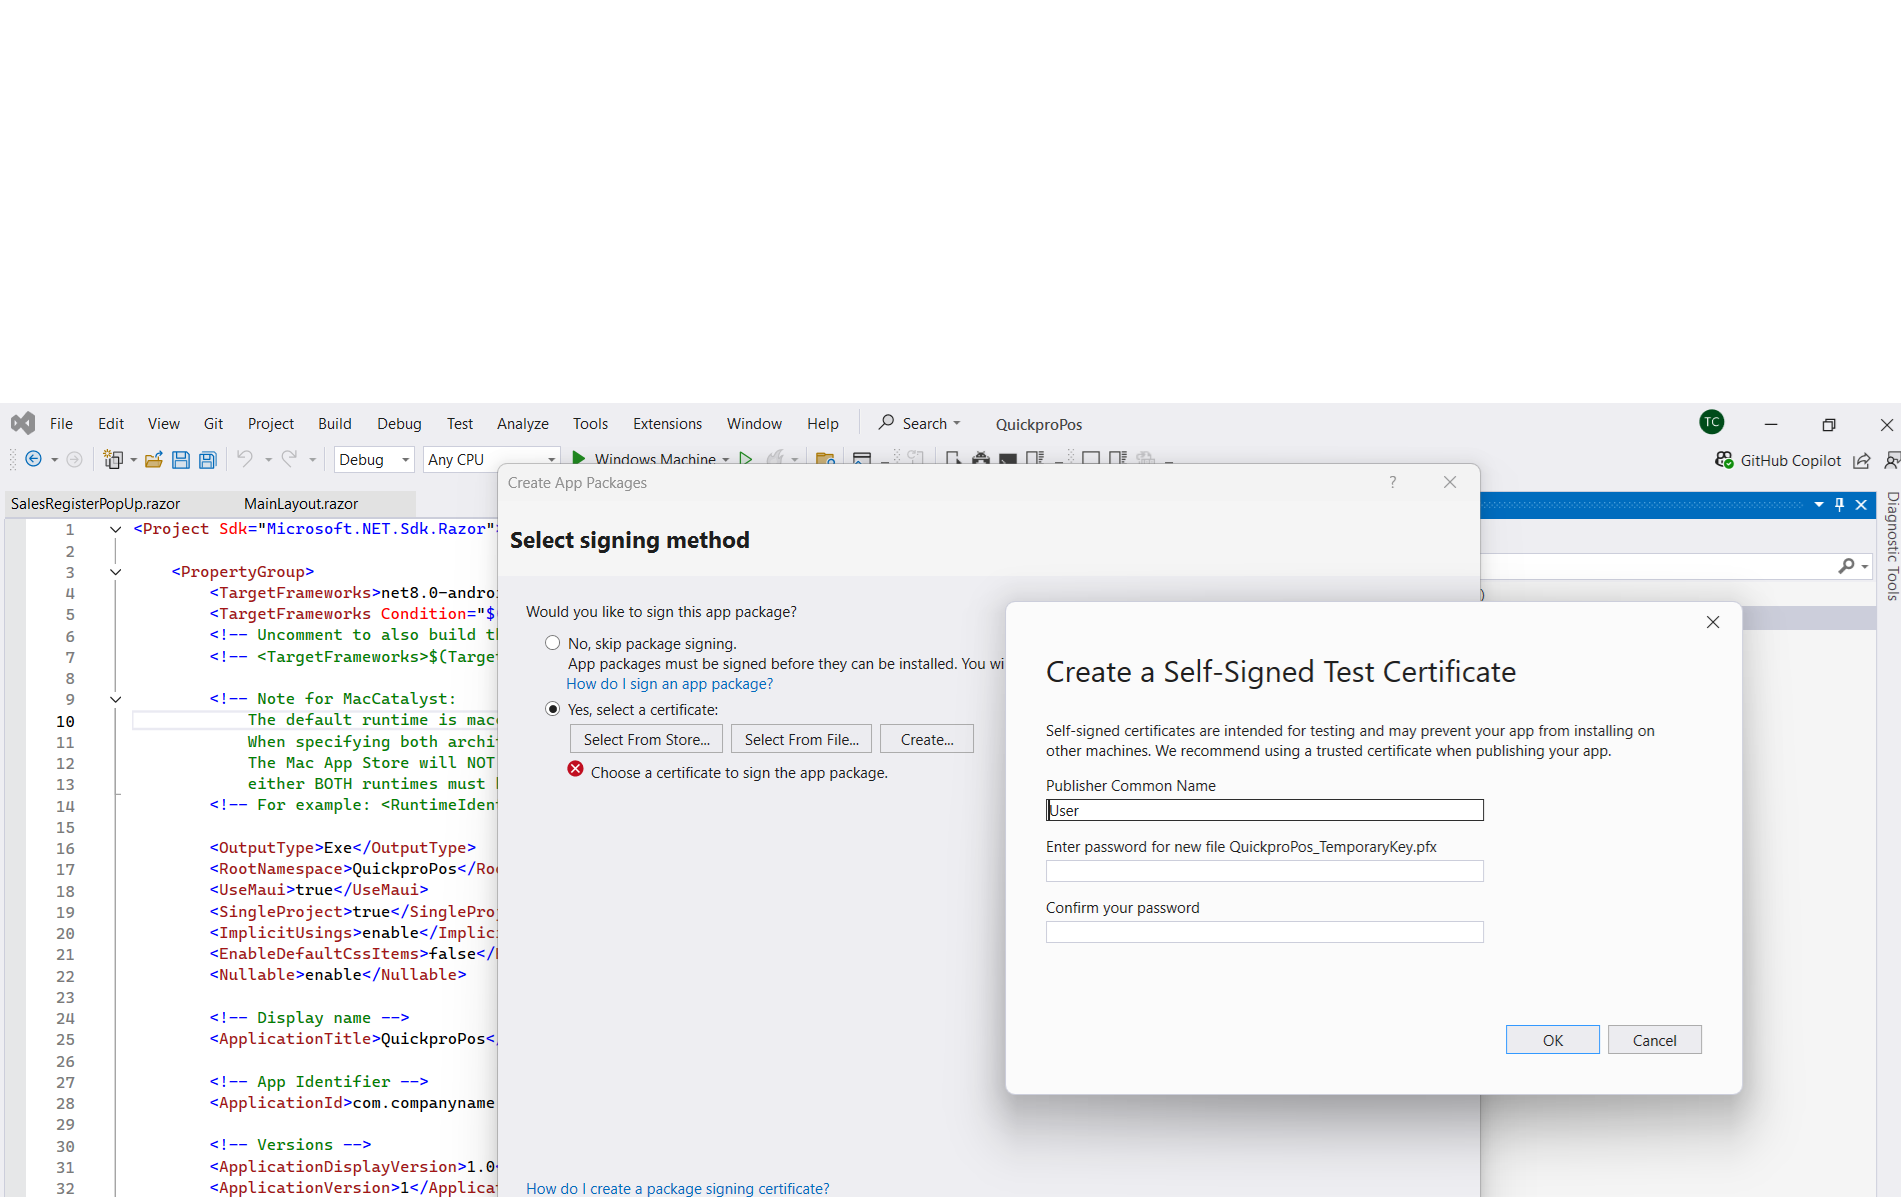 File Edit View Git Project Build Debug Test Analyze Tools Extensions Window Help Search QuickproPos TC
Debug Any CPU Windows Machine GitHub Copilot
SalesRegisterPopUp.razor MainLayout.razor
Diagnostic Tools
1 <Project Sdk="Microsoft.NET.Sdk.Razor">
2
3 <PropertyGroup>
4 <TargetFrameworks>net8.0-androi
5 <TargetFrameworks Condition="$
6 <!-- Uncomment to also build t
7 <!-- <TargetFrameworks>$(Targe
8
9 <!-- Note for MacCatalyst:
10 The default runtime is mac
11 When specifying both archi
12 The Mac App Store will NOT
13 either BOTH runtimes must
14 <!-- For example: <RuntimeIden
15
16 <OutputType>Exe</OutputType>
17 <RootNamespace>QuickproPos</Roo
18 <UseMaui>true</UseMaui>
19 <SingleProject>true</SingleProj
20 <ImplicitUsings>enable</Implic
21 <EnableDefaultCssItems>false</
22 <Nullable>enable</Nullable>
23
24 <!-- Display name -->
25 <ApplicationTitle>QuickproPos<
26
27 <!-- App Identifier -->
28 <ApplicationId>com.companyname
29
30 <!-- Versions -->
31 <ApplicationDisplayVersion>1.0
32 <ApplicationVersion>1</Applica
Create App Packages ?
Select signing method
Would you like to sign this app package?
No, skip package signing.
App packages must be signed before they can be installed. You wi
How do I sign an app package?
Yes, select a certificate:
Select From Store... Select From File... Create...
Choose a certificate to sign the app package.
How do I create a package signing certificate?
Create a Self-Signed Test Certificate
Self-signed certificates are intended for testing and may prevent your app from installing on
other machines. We recommend using a trusted certificate when publishing your app.
Publisher Common Name
User
Enter password for new file QuickproPos_TemporaryKey.pfx
Confirm your password
OK Cancel